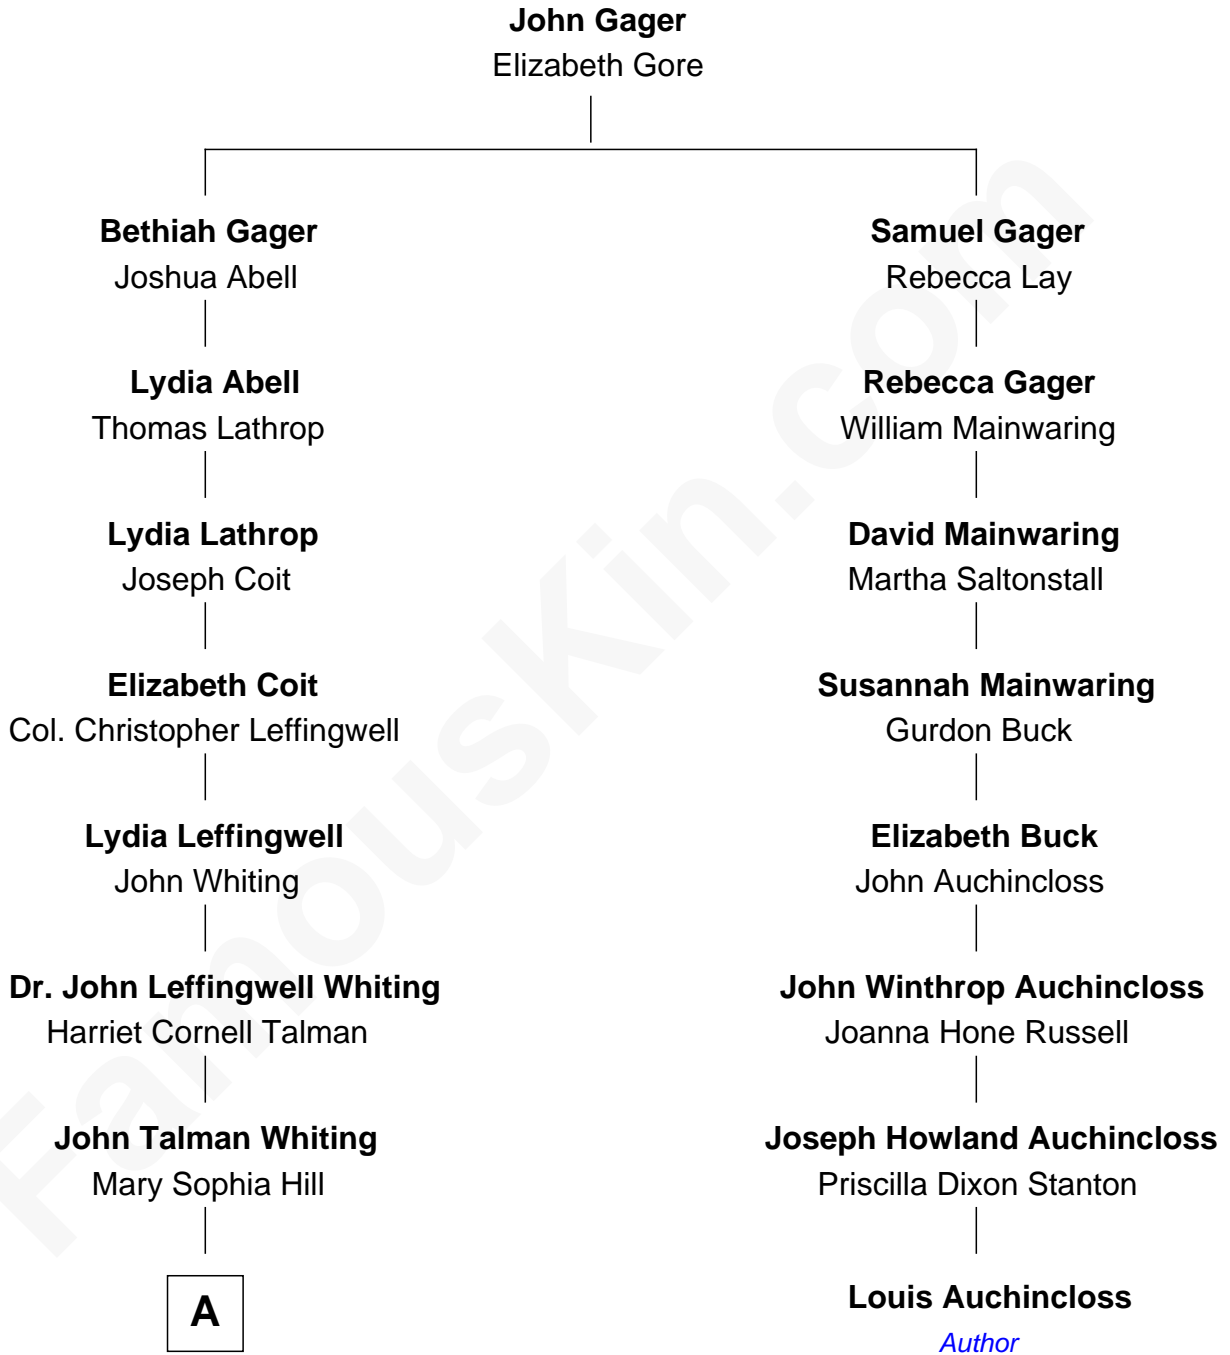 John Gager
Elizabeth Gore
Bethiah Gager
Joshua Abell
Samuel Gager
Rebecca Lay
Lydia Abell
Thomas Lathrop
Rebecca Gager
William Mainwaring
Lydia Lathrop
Joseph Coit
David Mainwaring
Martha Saltonstall
Elizabeth Coit
Col. Christopher Leffingwell
Susannah Mainwaring
Gurdon Buck
Lydia Leffingwell
John Whiting
Elizabeth Buck
John Auchincloss
Dr. John Leffingwell Whiting
Harriet Cornell Talman
John Winthrop Auchincloss
Joanna Hone Russell
John Talman Whiting
Mary Sophia Hill
Joseph Howland Auchincloss
Priscilla Dixon Stanton
A
Louis Auchincloss
Author
FamousKin.com